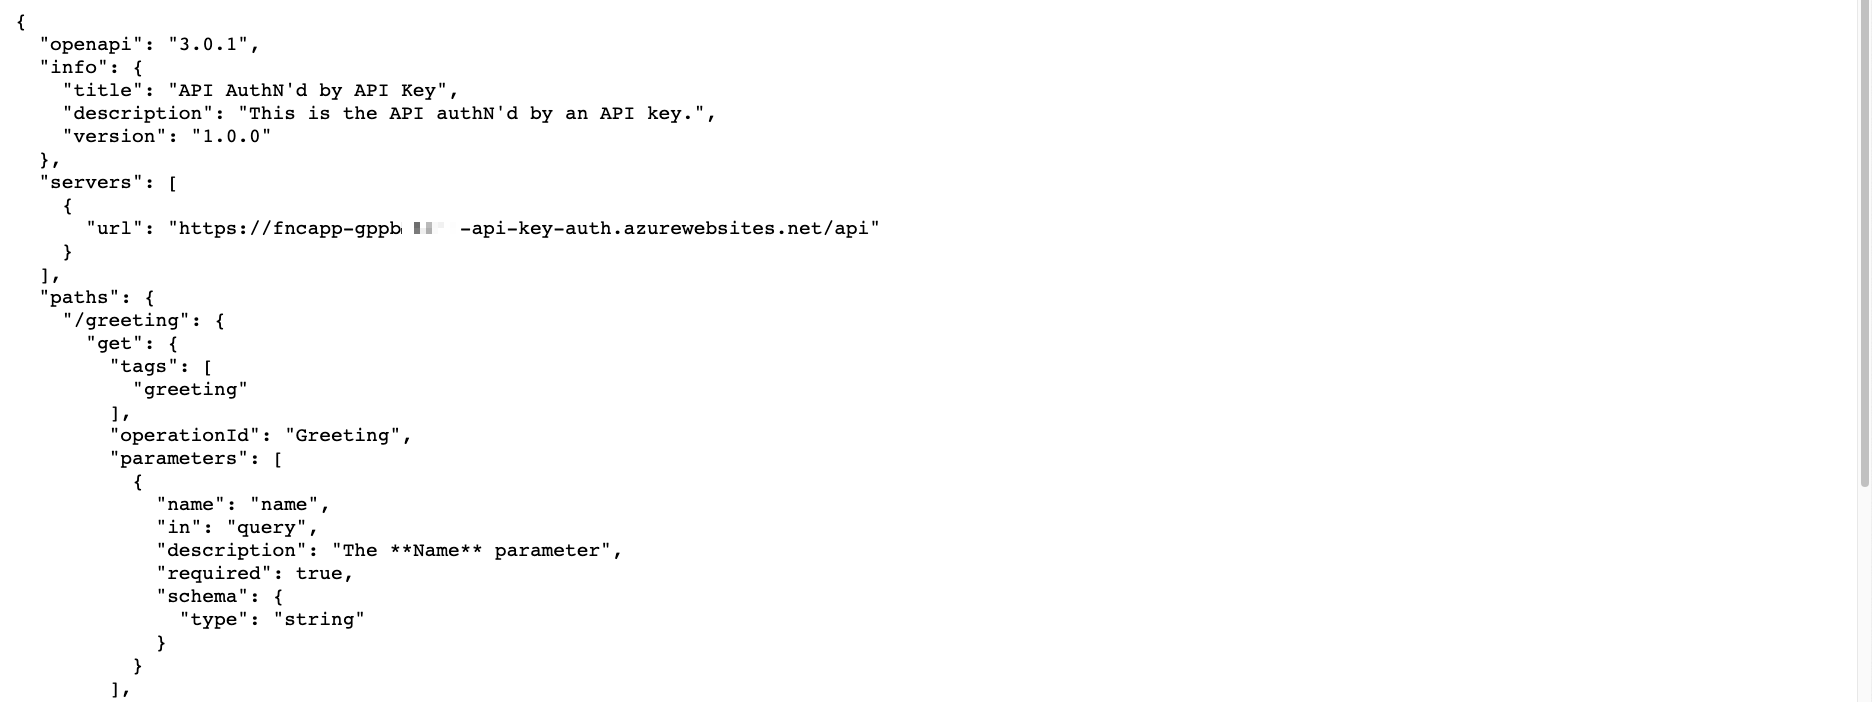 {
  "openapi": "3.0.1",
  "info": {
    "title": "API AuthN'd by API Key",
    "description": "This is the API authN'd by an API key.",
    "version": "1.0.0"
  },
  "servers": [
    {
      "url": "https://fncapp-gppb -api-key-auth.azurewebsites.net/api"
    }
  ],
  "paths": {
    "/greeting": {
      "get": {
        "tags": [
          "greeting"
        ],
        "operationId": "Greeting",
        "parameters": [
          {
            "name": "name",
            "in": "query",
            "description": "The **Name** parameter",
            "required": true,
            "schema": {
              "type": "string"
            }
          }
        ],